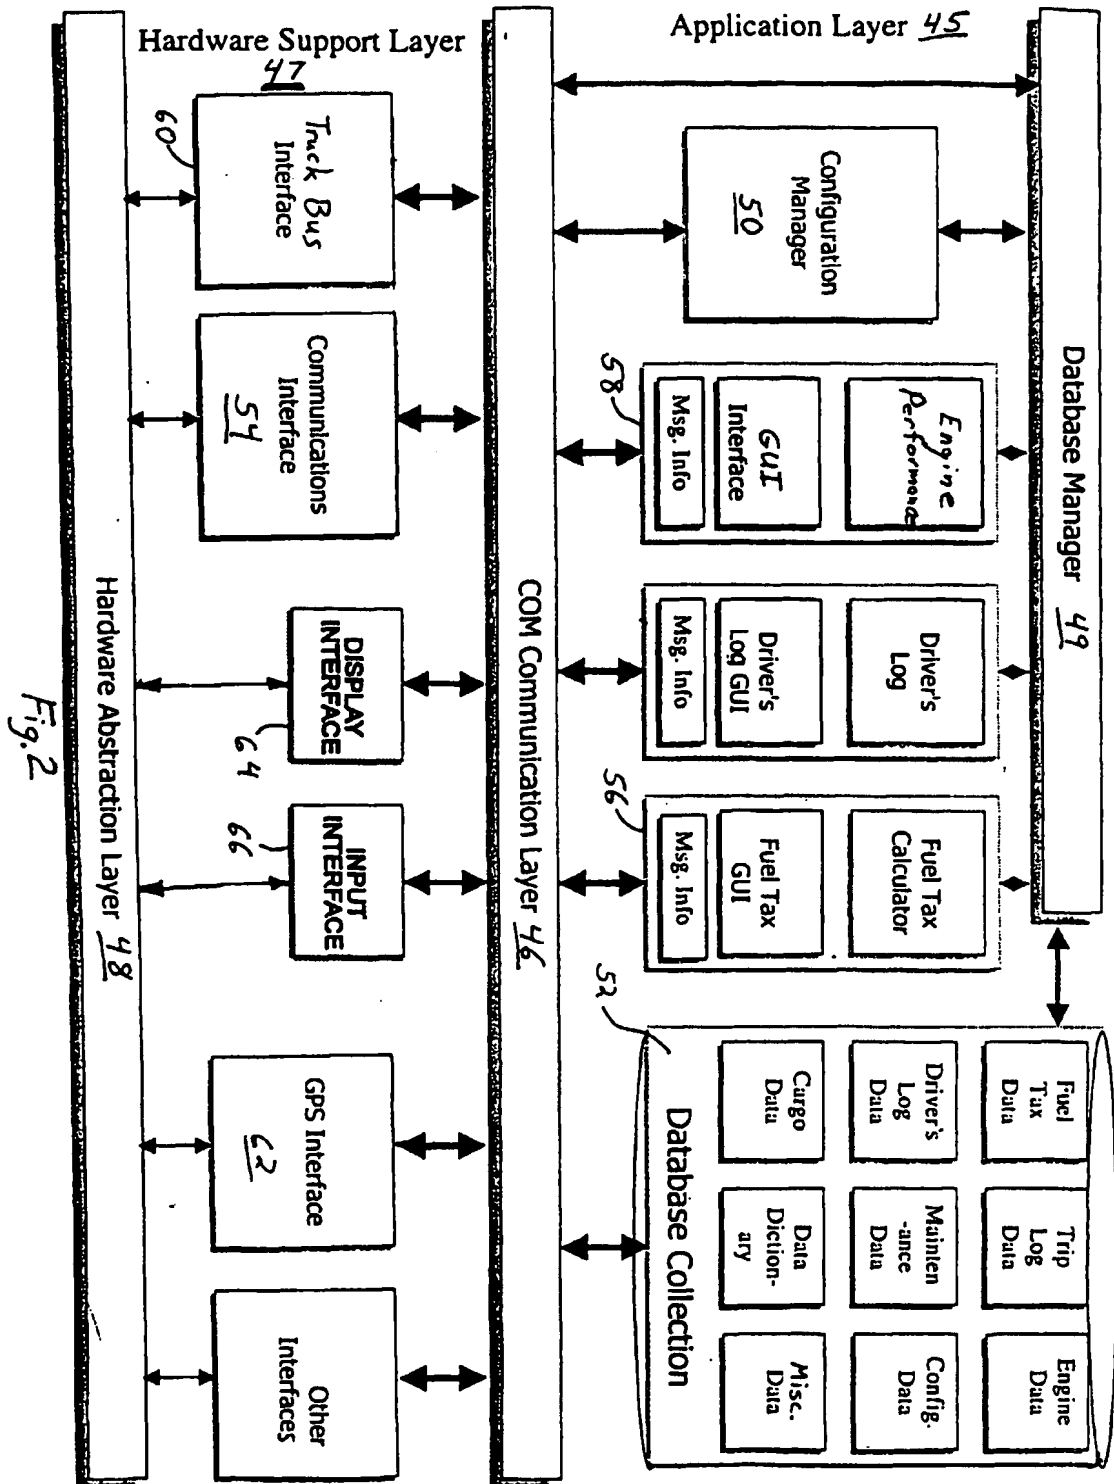 Application Layer 45
Database Manager 49
Configuration
Manager
50
58
Engine
Performance
GUI
Interface
Msg. Info
Driver's
Log
Driver's
Log GUI
Msg. Info
56
Fuel Tax
Calculator
Fuel Tax
GUI
Msg. Info
52
Fuel
Tax
Data
Trip
Log
Data
Engine
Data
Driver's
Log
Data
Mainten
-ance
Data
Config.
Data
Cargo
Data
Data
Diction-
ary
Misc.
Data
Database Collection
COM Communication Layer 46
Hardware Support Layer
47
Truck Bus
Interface
60
Communications
Interface
54
DISPLAY
INTERFACE
64
INPUT
INTERFACE
66
GPS Interface
62
Other
Interfaces
Hardware Abstraction Layer 48
Fig.2